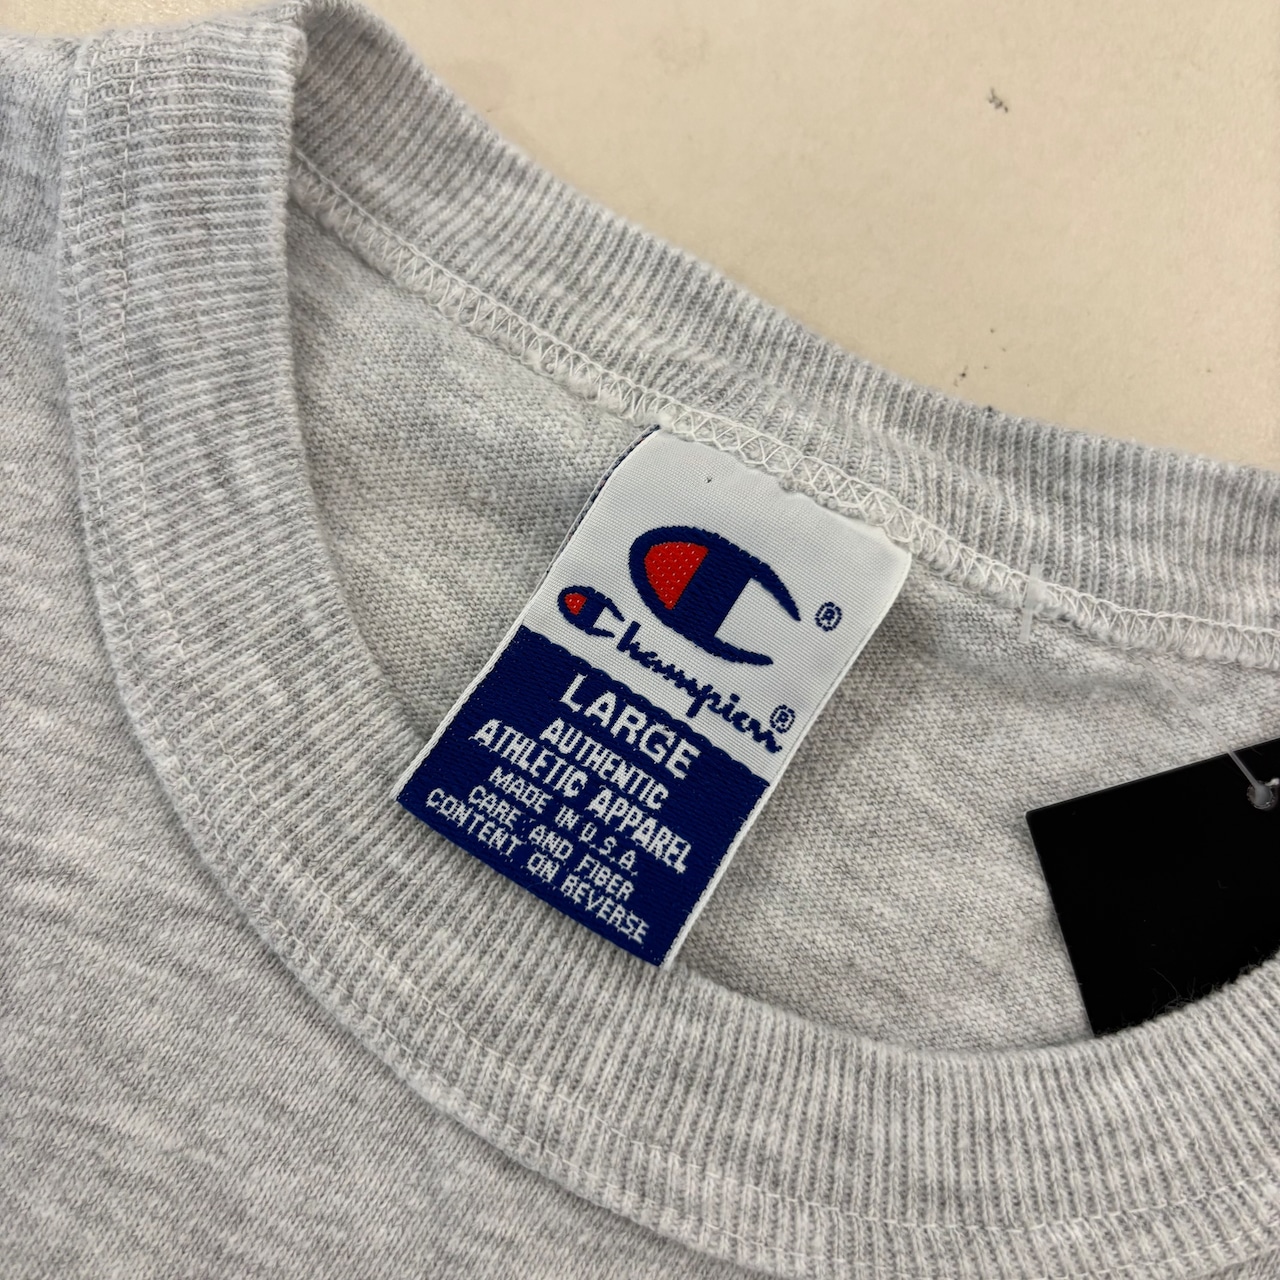 ®
Champion®
LARGE
AUTHENTIC
ATHLETIC APPAREL
MADE IN U.S.A.
CARE AND FIBER
CONTENT ON REVERSE